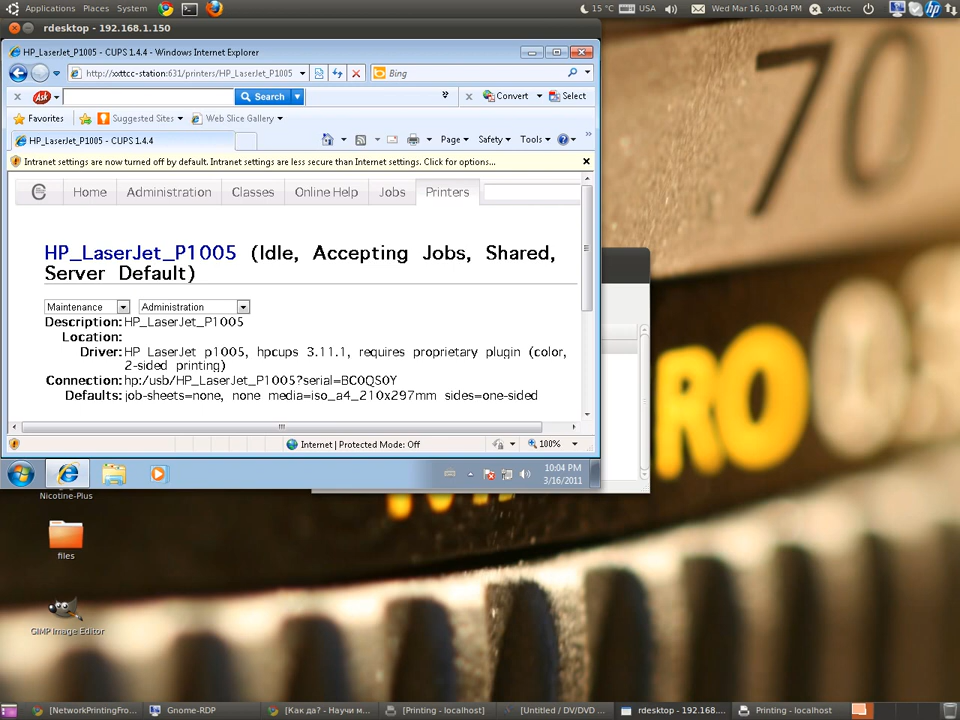 Applications Places System
15 °C USA Wed Mar 16, 10:04 PM xxttcc
rdesktop - 192.168.1.150
HP_LaserJet_P1005 - CUPS 1.4.4 - Windows Internet Explorer
http://xxttcc-station:631/printers/HP_LaserJet_P1005 Bing
Ask Search Convert Select
Favorites Suggested Sites Web Slice Gallery
HP_LaserJet_P1005 - CUPS 1.4.4 Page Safety Tools
Intranet settings are now turned off by default. Intranet settings are less secure than Internet settings. Click for options...
Home Administration Classes Online Help Jobs Printers
HP_LaserJet_P1005 (Idle, Accepting Jobs, Shared,
Server Default)
Maintenance Administration
Description: HP_LaserJet_P1005
Location:
Driver: HP LaserJet p1005, hpcups 3.11.1, requires proprietary plugin (color,
2-sided printing)
Connection: hp:/usb/HP_LaserJet_P1005?serial=BC0QS0Y
Defaults: job-sheets=none, none media=iso_a4_210x297mm sides=one-sided
Internet | Protected Mode: Off 100%
10:04 PM
3/16/2011
70
RO
Nicotine-Plus
files
GIMP Image Editor
[NetworkPrintingFro... Gnome-RDP [Как да? - Научи м... [Printing - localhost] [Untitled / DV/DVD ... rdesktop - 192.168.... Printing - localhost